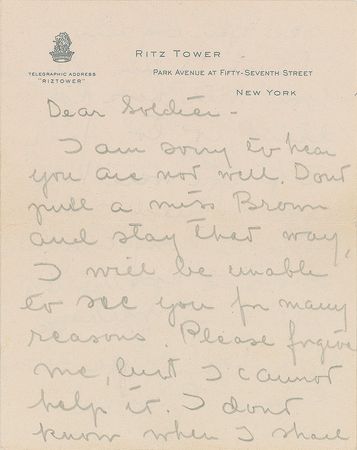 RITZ TOWER
TELEGRAPHIC ADDRESS
"RIZTOWER"
PARK AVENUE AT FIFTY-SEVENTH STREET
NEW YORK
Dear Soldier -
I am sorry to hear
you are not well. Dont
pull a miss Brown
and stay that way,
I will be unable
to see you for many
reasons. Please forgive
me, but I cannot
help it. I dont
know when I shall